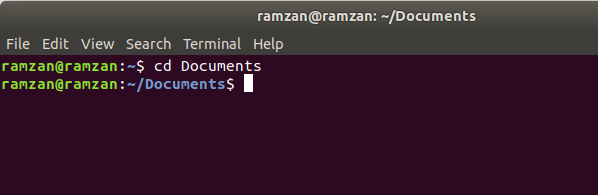 ramzan@ramzan: ~/Documents
File Edit View Search Terminal Help
ramzan@ramzan:~$ cd Documents
ramzan@ramzan:~/Documents$